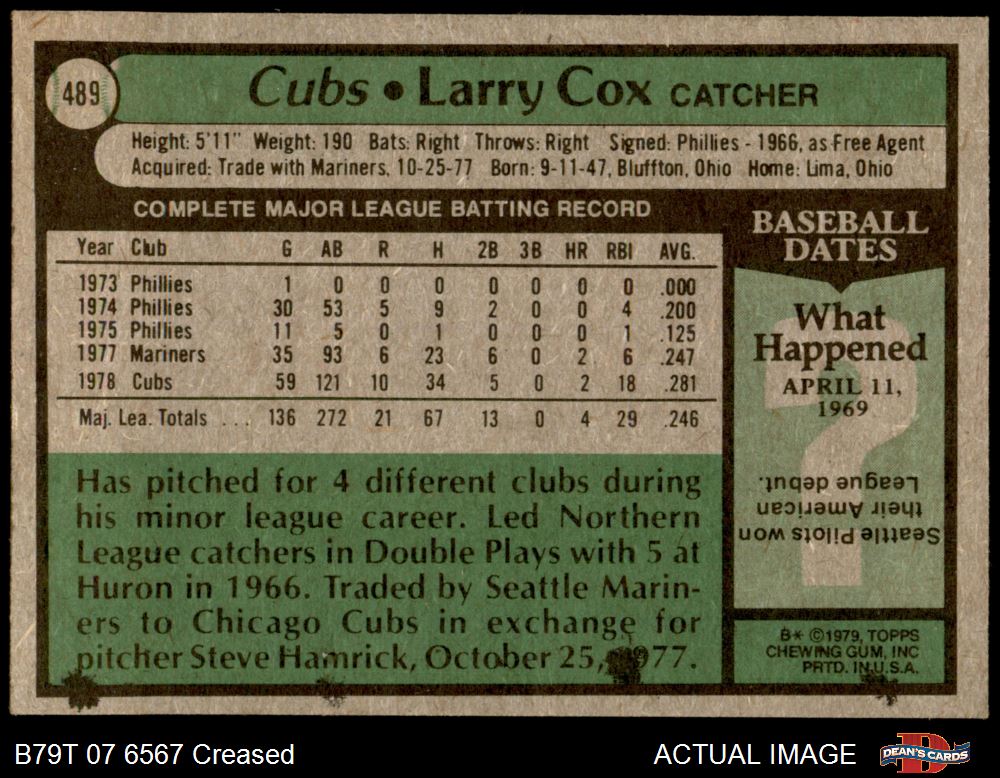 489
Cubs • Larry Cox CATCHER
Height: 5'11" Weight: 190 Bats: Right Throws: Right Signed: Phillies - 1966, as Free Agent
Acquired: Trade with Mariners, 10-25-77 Born: 9-11-47, Bluffton, Ohio Home: Lima, Ohio
COMPLETE MAJOR LEAGUE BATTING RECORD
Year Club G AB R H 2B 3B HR RBI AVG.
1973 Phillies 1 0 0 0 0 0 0 0 .000
1974 Phillies 30 53 5 9 2 0 0 4 .200
1975 Phillies 11 5 0 1 0 0 0 1 .125
1977 Mariners 35 93 6 23 6 0 2 6 .247
1978 Cubs 59 121 10 34 5 0 2 18 .281
Maj. Lea. Totals ... 136 272 21 67 13 0 4 29 .246
Has pitched for 4 different clubs during
his minor league career. Led Northern
League catchers in Double Plays with 5 at
Huron in 1966. Traded by Seattle Marin-
ers to Chicago Cubs in exchange for
pitcher Steve Hamrick, October 25, 1977.
BASEBALL
DATES
What
Happened
APRIL 11,
1969
?
Seattle Pilots won
their American
League debut.
B* ©1979, TOPPS
CHEWING GUM, INC
PRTD. IN U.S.A.
B79T 07 6567 Creased
ACTUAL IMAGE
DEAN'S CARDS